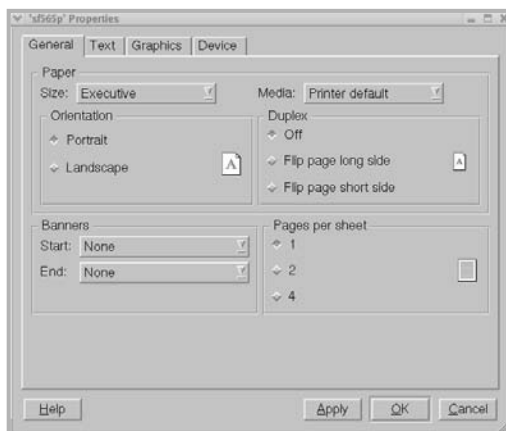 'sf565p' Properties
General Text Graphics Device
Paper
Size: Executive Media: Printer default
Orientation
Portrait
Landscape
A
Duplex
Off
Flip page long side
Flip page short side
A
Banners
Start: None
End: None
Pages per sheet
1
2
4
Help Apply OK Cancel